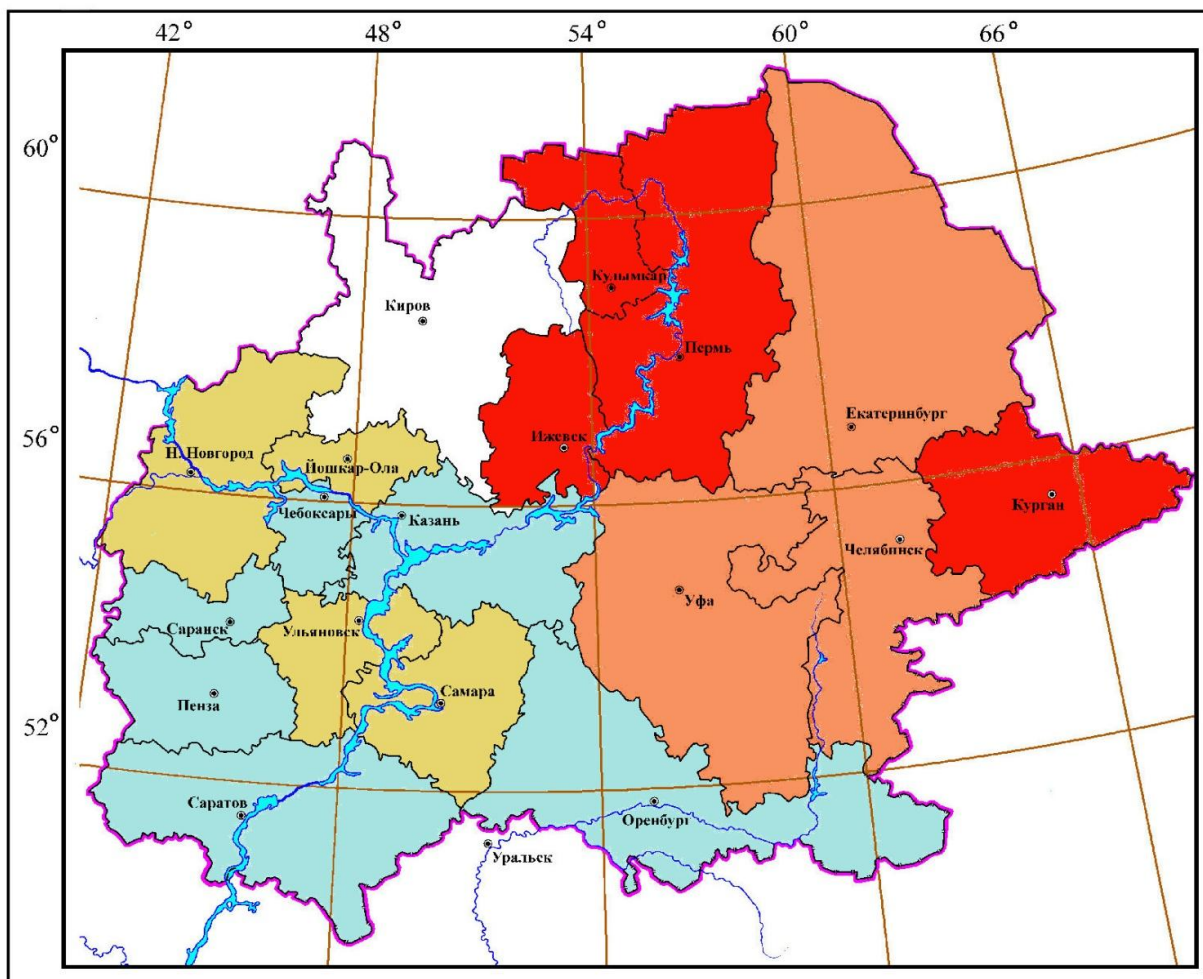 42° 48° 54° 60° 66°
60°
Кулымкар
Киров
Пермь
Екатеринбург
56°
Ижевск
Н. Новгород
Йошкар-Ола
Курган
Чебоксары
Казань
Челябинск
Уфа
Саранск
Ульяновск
Пенза
Самара
52°
Саратов
Оренбург
Уральск